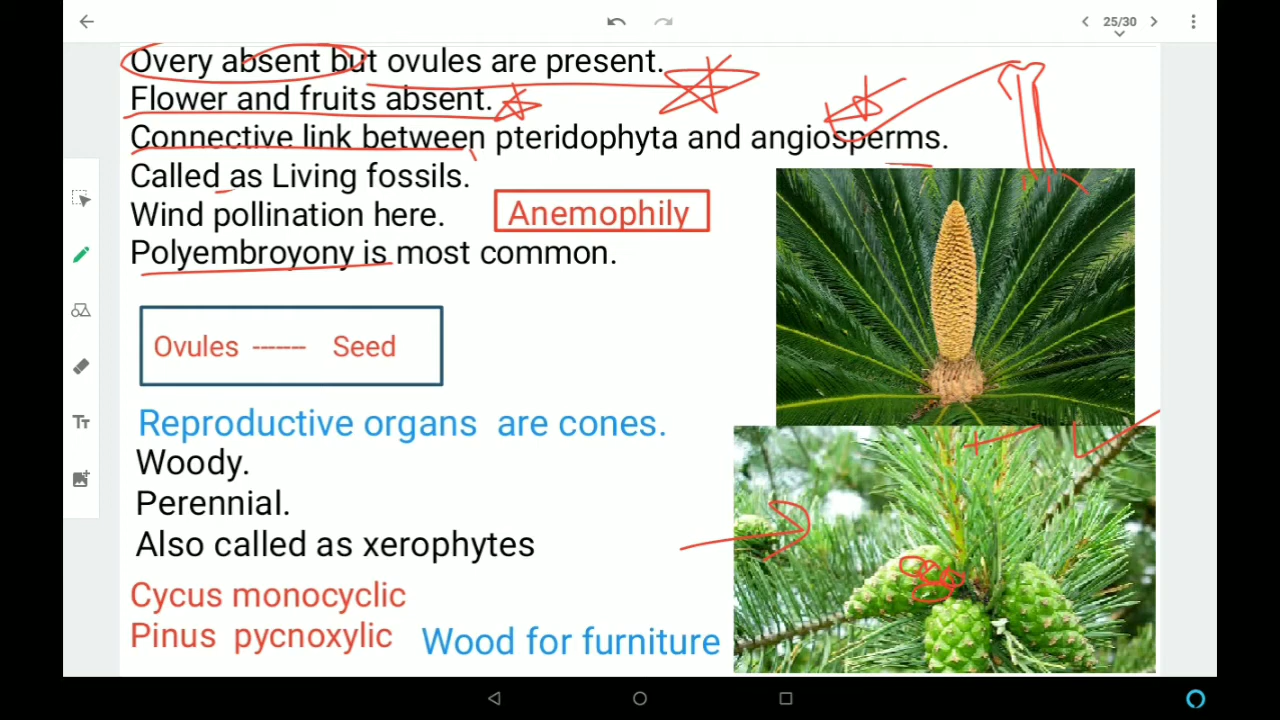 25/30
Overy absent but ovules are present.
Flower and fruits absent.
Connective link between pteridophyta and angiosperms.
Called as Living fossils.
Wind pollination here. Anemophily
Polyembroyony is most common.
Ovules ------- Seed
Reproductive organs are cones.
Woody.
Perennial.
Also called as xerophytes
Cycus monocyclic
Pinus pycnoxylic Wood for furniture
TT